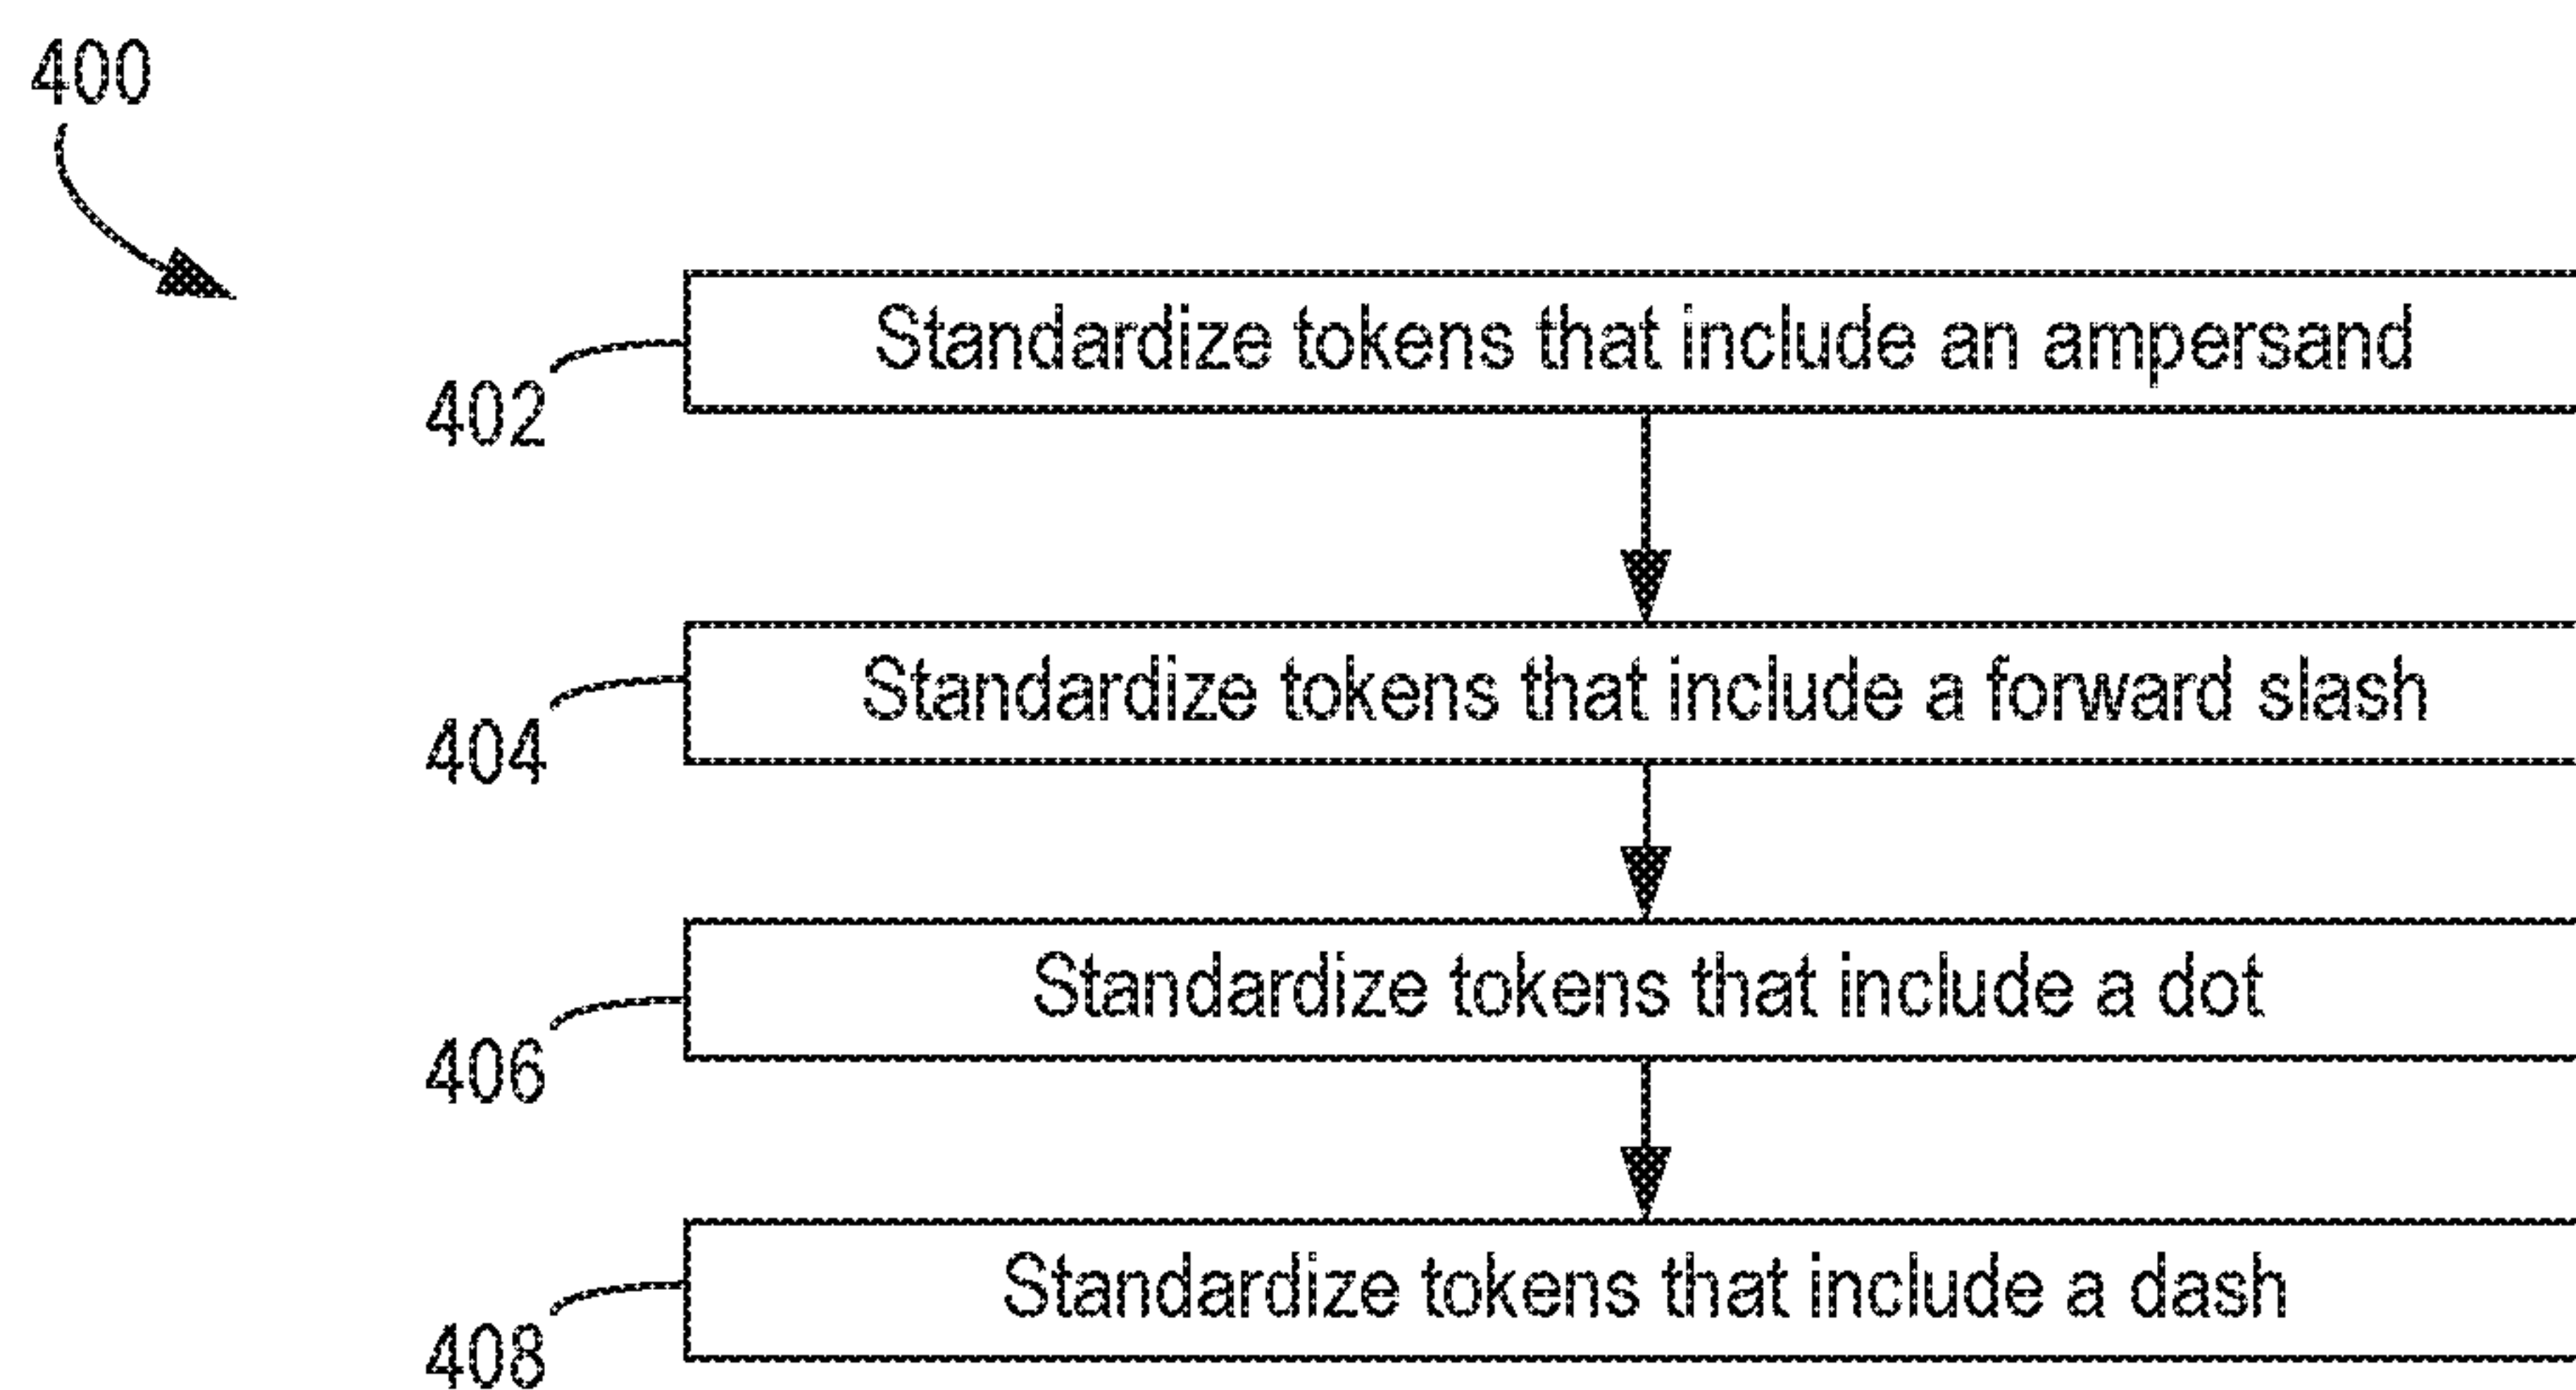 400
Standardize tokens that include an ampersand
402
Standardize tokens that include a forward slash
404
Standardize tokens that include a dot
406
Standardize tokens that include a dash
408